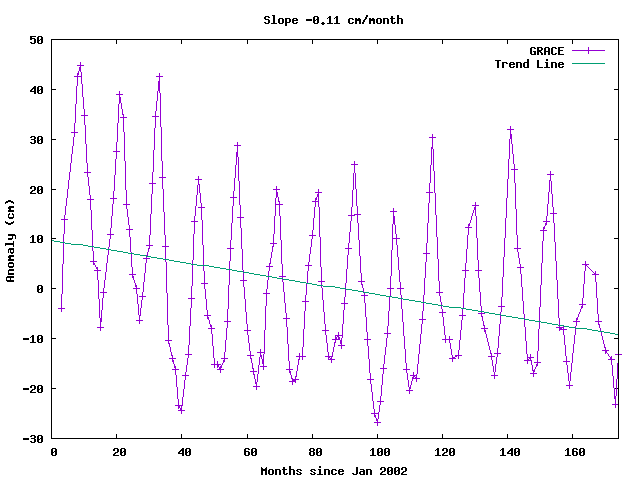 Slope -0.11 cm/month
50
40
30
20
10
0
-10
-20
-30
Anomaly (cm)
GRACE
Trend Line
0 20 40 60 80 100 120 140 160
Months since Jan 2002